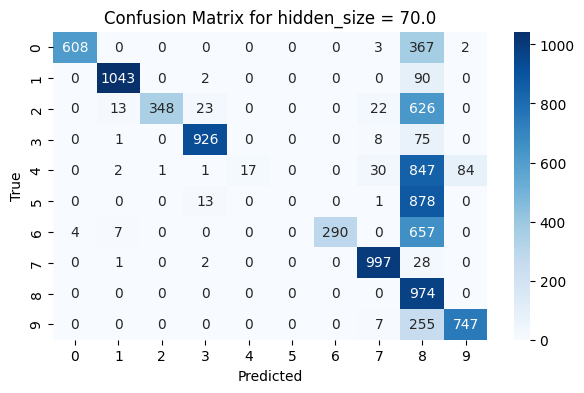 Confusion Matrix for hidden_size = 70.0
0 608 0 0 0 0 0 0 3 367 2
1 0 1043 0 2 0 0 0 0 90 0
2 0 13 348 23 0 0 0 22 626 0
3 0 1 0 926 0 0 0 8 75 0
4 0 2 1 1 17 0 0 30 847 84
5 0 0 0 13 0 0 0 1 878 0
6 4 7 0 0 0 0 290 0 657 0
7 0 1 0 2 0 0 0 997 28 0
8 0 0 0 0 0 0 0 0 974 0
9 0 0 0 0 0 0 0 7 255 747
0 1 2 3 4 5 6 7 8 9
Predicted
True
1000
800
600
400
200
0